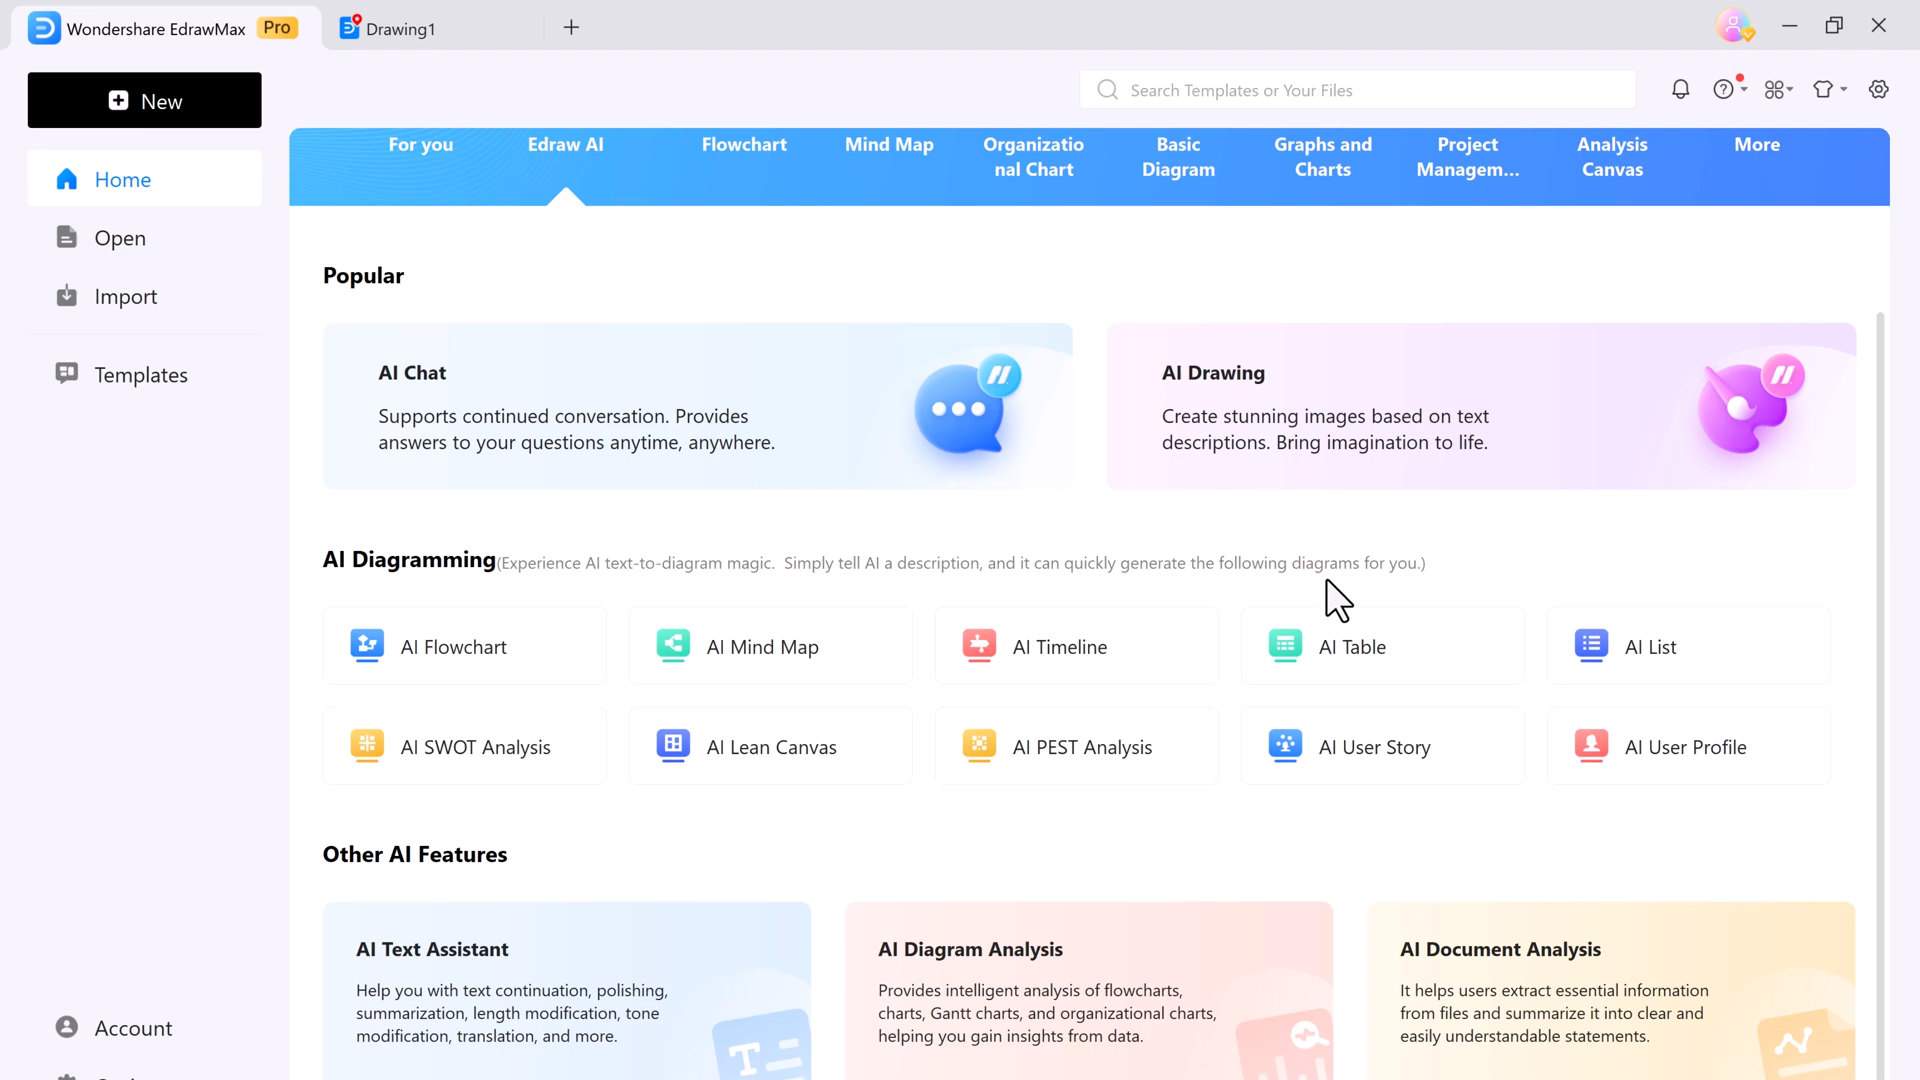 Wondershare EdrawMax Pro
Drawing1
New
Search Templates or Your Files
Home
Open
Import
Templates
Account
For you
Edraw AI
Flowchart
Mind Map
Organizatio
nal Chart
Basic
Diagram
Graphs and
Charts
Project
Managem...
Analysis
Canvas
More
Popular
AI Chat
Supports continued conversation. Provides
answers to your questions anytime, anywhere.
AI Drawing
Create stunning images based on text
descriptions. Bring imagination to life.
AI Diagramming(Experience AI text-to-diagram magic. Simply tell AI a description, and it can quickly generate the following diagrams for you.)
AI Flowchart
AI Mind Map
AI Timeline
AI Table
AI List
AI SWOT Analysis
AI Lean Canvas
AI PEST Analysis
AI User Story
AI User Profile
Other AI Features
AI Text Assistant
Help you with text continuation, polishing,
summarization, length modification, tone
modification, translation, and more.
AI Diagram Analysis
Provides intelligent analysis of flowcharts,
charts, Gantt charts, and organizational charts,
helping you gain insights from data.
AI Document Analysis
It helps users extract essential information
from files and summarize it into clear and
easily understandable statements.